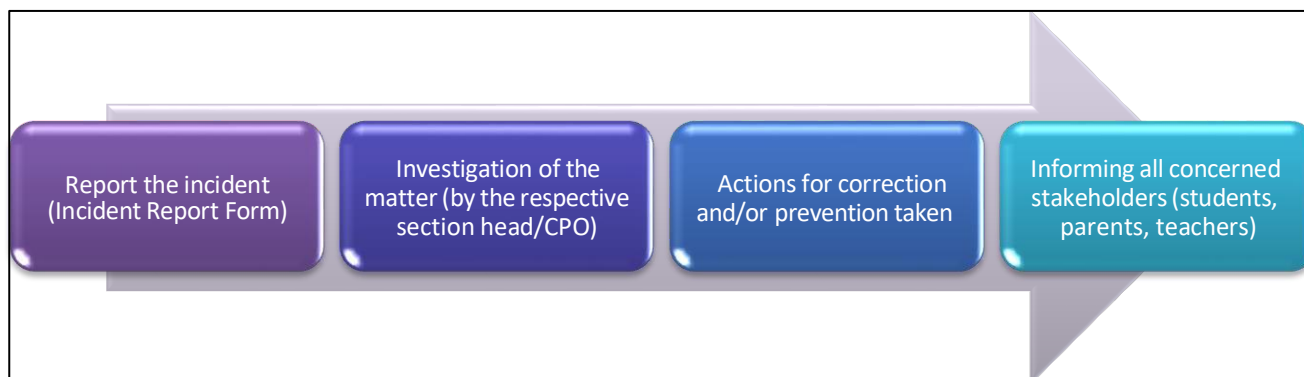 Report the incident
(Incident Report Form)
Investigation of the
matter (by the respective
section head/CPO)
Actions for correction
and/or prevention taken
Informing all concerned
stakeholders (students,
parents, teachers)